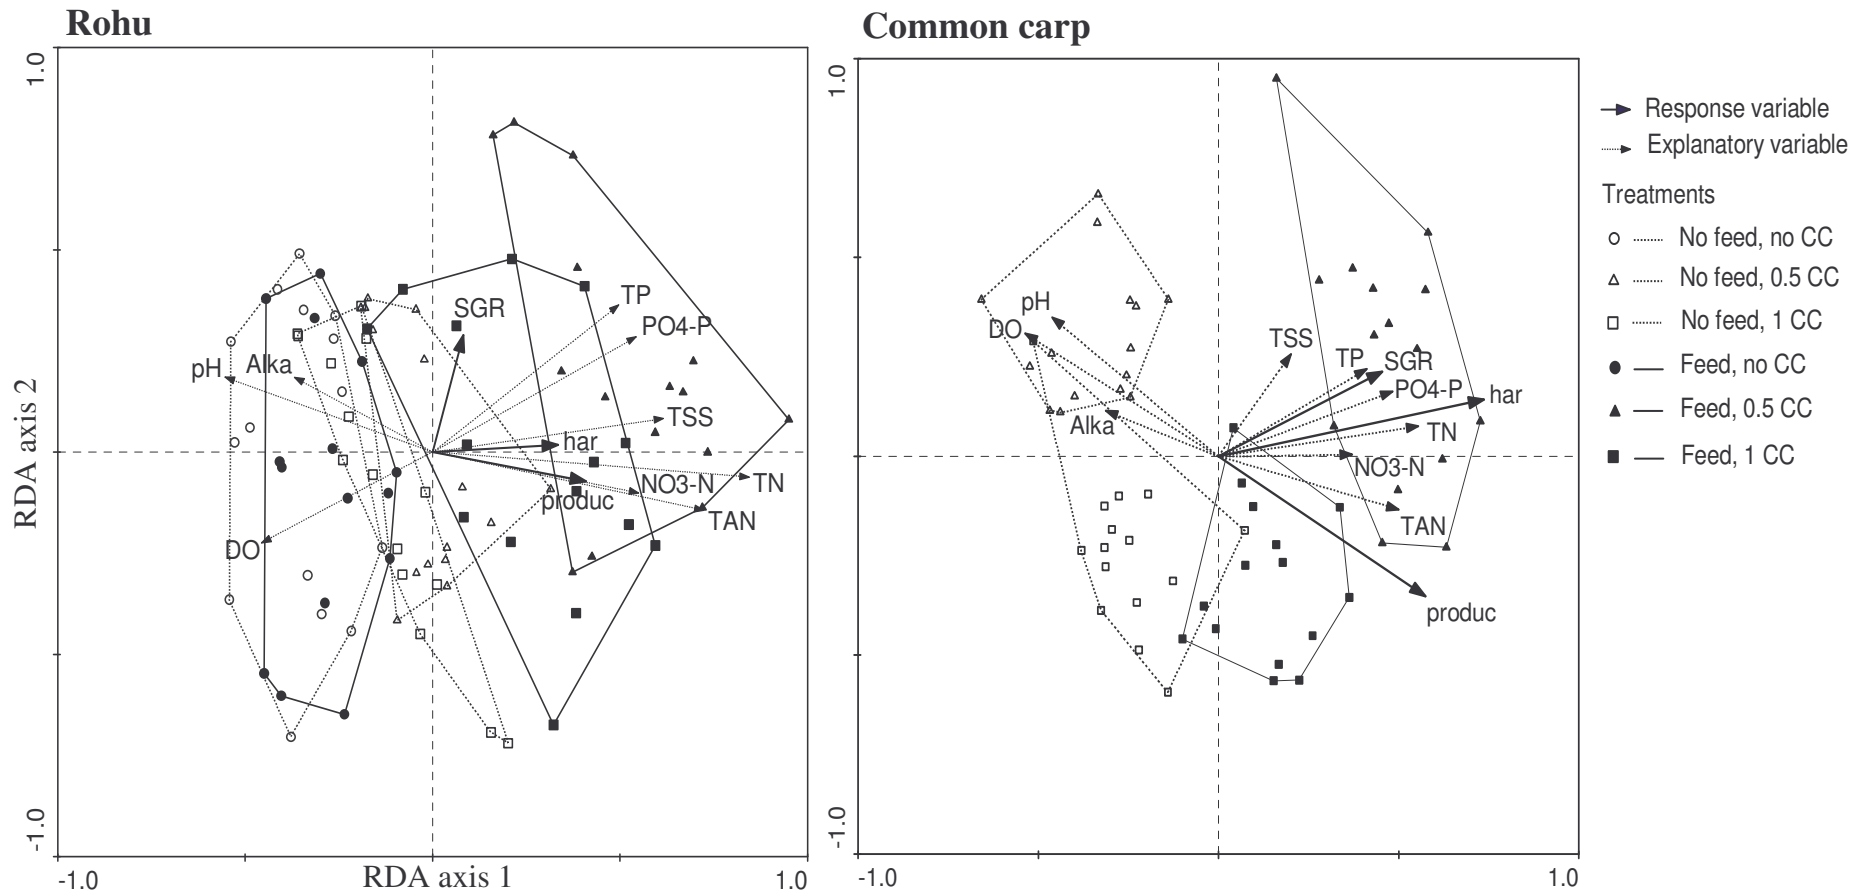 Rohu
Common carp
1.0
RDA axis 2
-1.0
-1.0
RDA axis 1
1.0
SGR
TP
PO4-P
pH
Alka
TSS
har
TN
NO3-N
produc
TAN
DO
1.0
-1.0
-1.0
1.0
pH
DO
TSS
TP
SGR
PO4-P
har
Alka
TN
NO3-N
TAN
produc
Response variable
Explanatory variable
Treatments
No feed, no CC
No feed, 0.5 CC
No feed, 1 CC
Feed, no CC
Feed, 0.5 CC
Feed, 1 CC